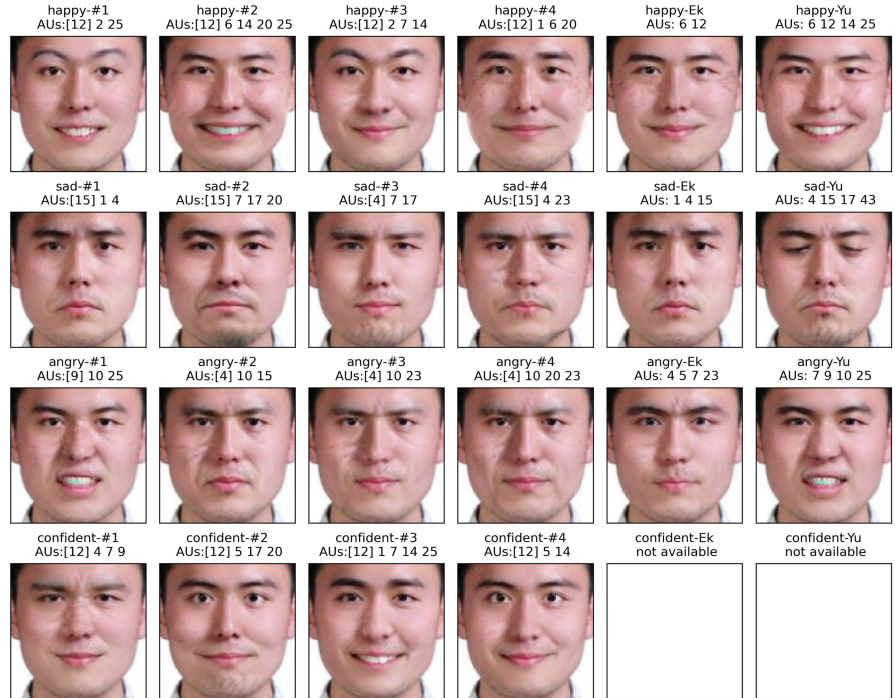 happy-#1
AUs:[12] 2 25
happy-#2
AUs:[12] 6 14 20 25
happy-#3
AUs:[12] 2 7 14
happy-#4
AUs:[12] 1 6 20
happy-Ek
AUs: 6 12
happy-Yu
AUs: 6 12 14 25
sad-#1
AUs:[15] 1 4
sad-#2
AUs:[15] 7 17 20
sad-#3
AUs:[4] 7 17
sad-#4
AUs:[15] 4 23
sad-Ek
AUs: 1 4 15
sad-Yu
AUs: 4 15 17 43
angry-#1
AUs:[9] 10 25
angry-#2
AUs:[4] 10 15
angry-#3
AUs:[4] 10 23
angry-#4
AUs:[4] 10 20 23
angry-Ek
AUs: 4 5 7 23
angry-Yu
AUs: 7 9 10 25
confident-#1
AUs:[12] 4 7 9
confident-#2
AUs:[12] 5 17 20
confident-#3
AUs:[12] 1 7 14 25
confident-#4
AUs:[12] 5 14
confident-Ek
not available
confident-Yu
not available